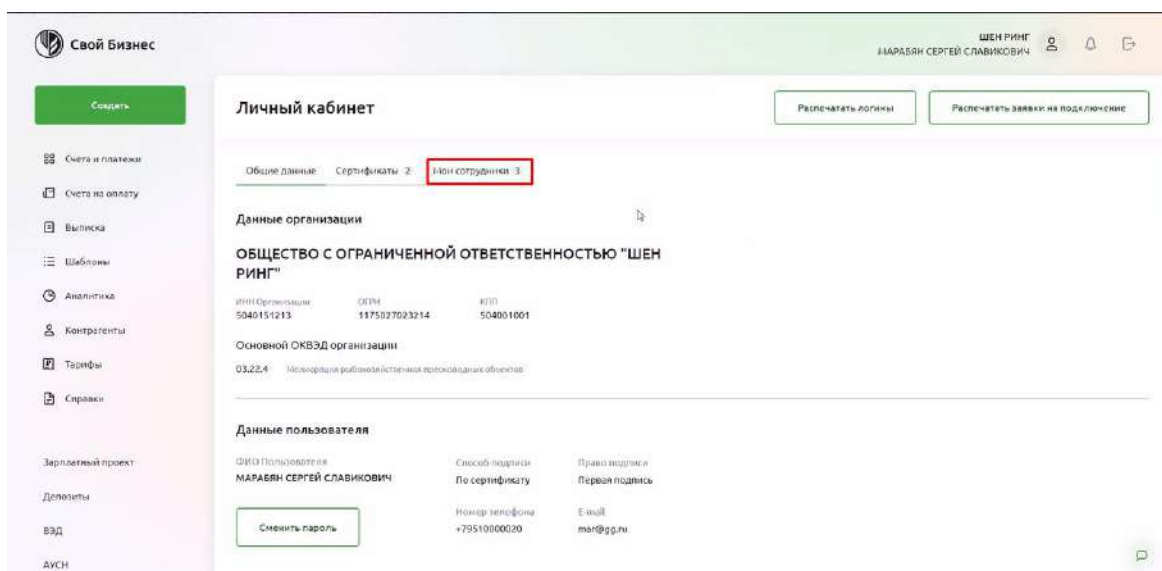 Свой Бизнес
ШЕН РИНГ
МАРАБЯН СЕРГЕЙ СЛАВИКОВИЧ
Создать
Личный кабинет
Распечатать логины
Распечатать заявки на подключение
Счета и платежи
Общие данные
Сертификаты 2
Мои сотрудники 3
Счета на оплату
Данные организации
Выписка
Шаблоны
ОБЩЕСТВО С ОГРАНИЧЕННОЙ ОТВЕТСТВЕННОСТЬЮ "ШЕН
РИНГ"
Аналитика
ИНН Организации ОГРН КПП
5040151213 1175027023214 504001001
Контрагенты
Основной ОКВЭД организации
Тарифы
03.22.4 Мелиорация рыбохозяйственная пресноводных объектов
Справки
Данные пользователя
Зарплатный проект
ФИО Пользователя Способ подписи Право подписи
МАРАБЯН СЕРГЕЙ СЛАВИКОВИЧ По сертификату Первая подпись
Депозиты
Номер телефона E-mail
ВЭД
Сменить пароль
+79510000020 mar@gg.ru
АУСН